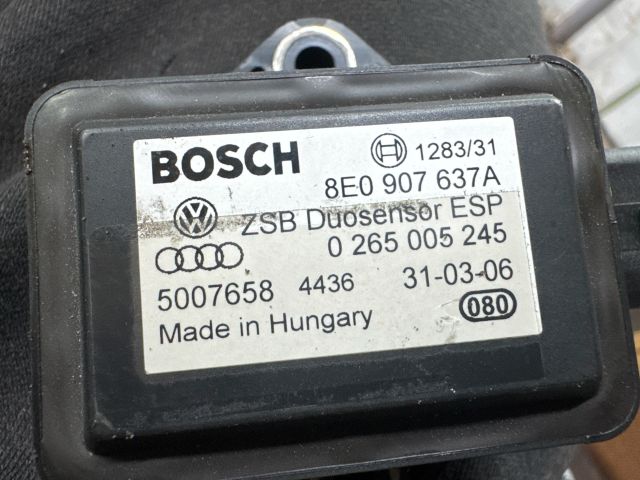 BOSCH
1283/31
8E0 907 637A
ZSB Duosensor ESP
0 265 005 245
5007658 4436 31-03-06
Made in Hungary
080